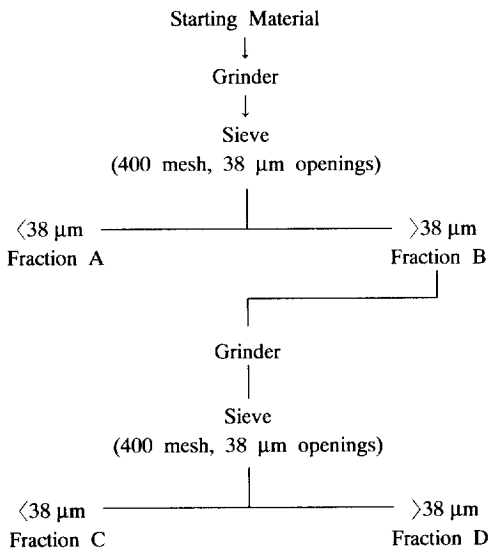 Starting Material
Grinder
Sieve
(400 mesh, 38 μm openings)
〈38 μm
Fraction A
〉38 μm
Fraction B
Grinder
Sieve
(400 mesh, 38 μm openings)
〈38 μm
Fraction C
〉38 μm
Fraction D